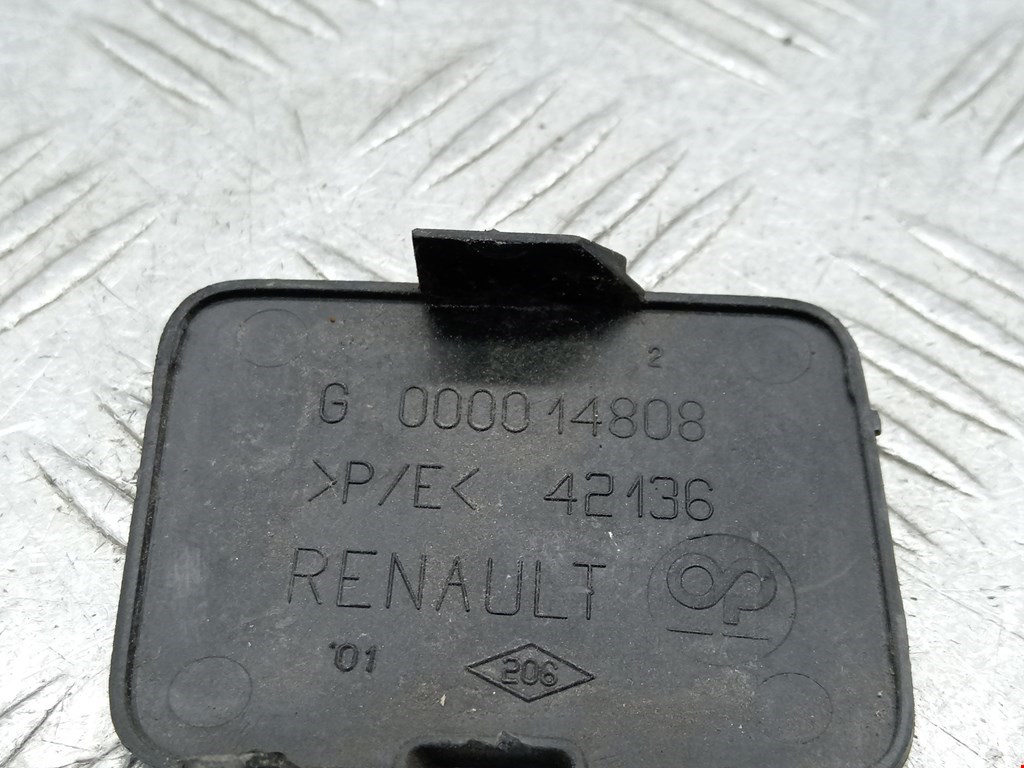 2
G 000014808
>P/E< 42136
RENAULT
'01 206